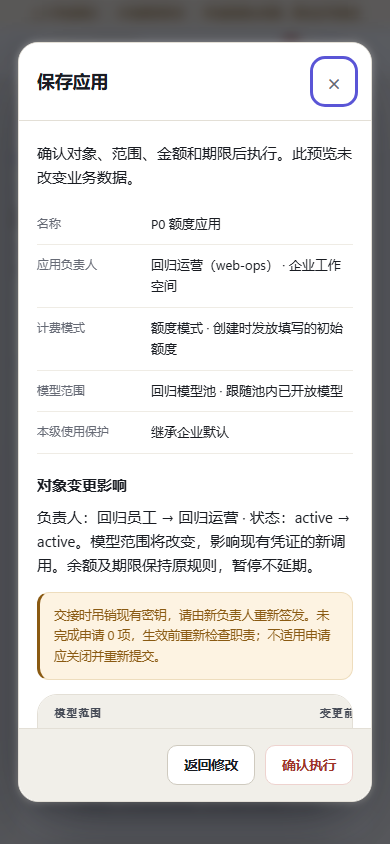 保存应用
×
确认对象、范围、金额和期限后执行。此预览未
改变业务数据。
名称
P0 额度应用
应用负责人
回归运营（web-ops） · 企业工作
空间
计费模式
额度模式 · 创建时发放填写的初始
额度
模型范围
回归模型池 · 跟随池内已开放模型
本级使用保护
继承企业默认
对象变更影响
负责人：回归员工 → 回归运营 · 状态：active →
active。模型范围将改变，影响现有凭证的新调
用。余额及期限保持原规则，暂停不延期。
交接时吊销现有密钥，请由新负责人重新签发。未
完成申请 0 项，生效前重新检查职责；不适用申请
应关闭并重新提交。
模型范围
变更前
返回修改
确认执行